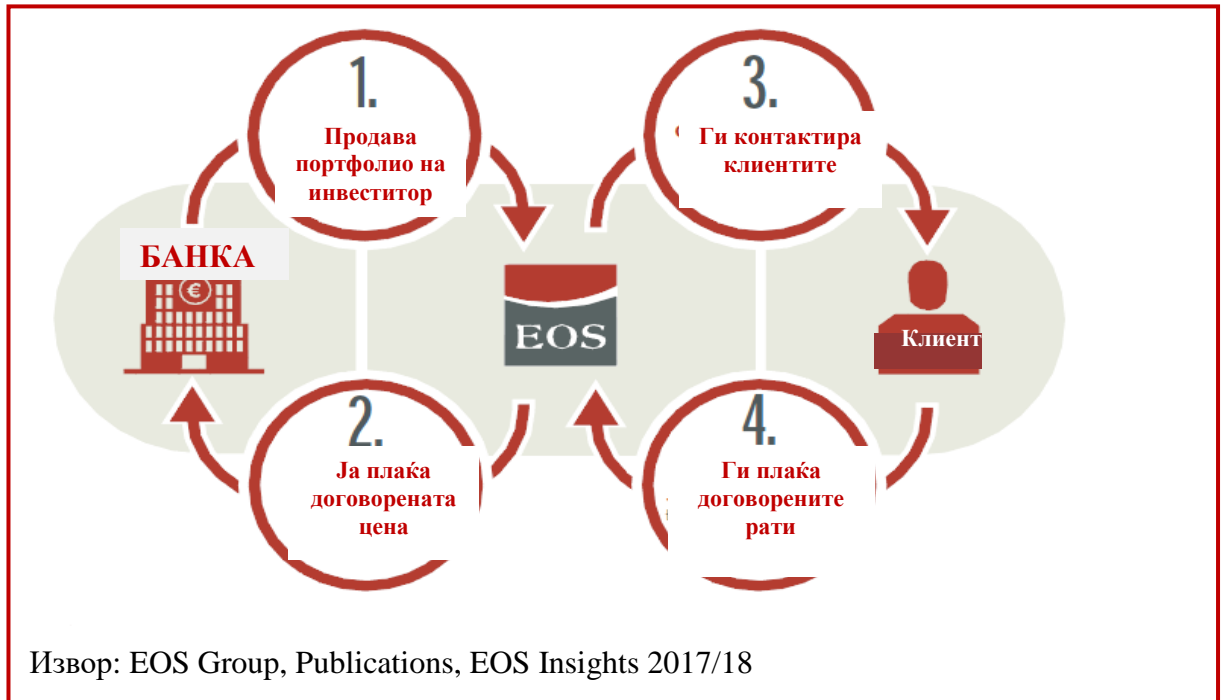 1.
Продава
портфолио на
инвеститор
3.
Ги контактира
клиентите
БАНКА
€
EOS
Клиент
2.
Ја плаќа
договорената
цена
4.
Ги плаќа
договорените
рати
Извор: EOS Group, Publications, EOS Insights 2017/18